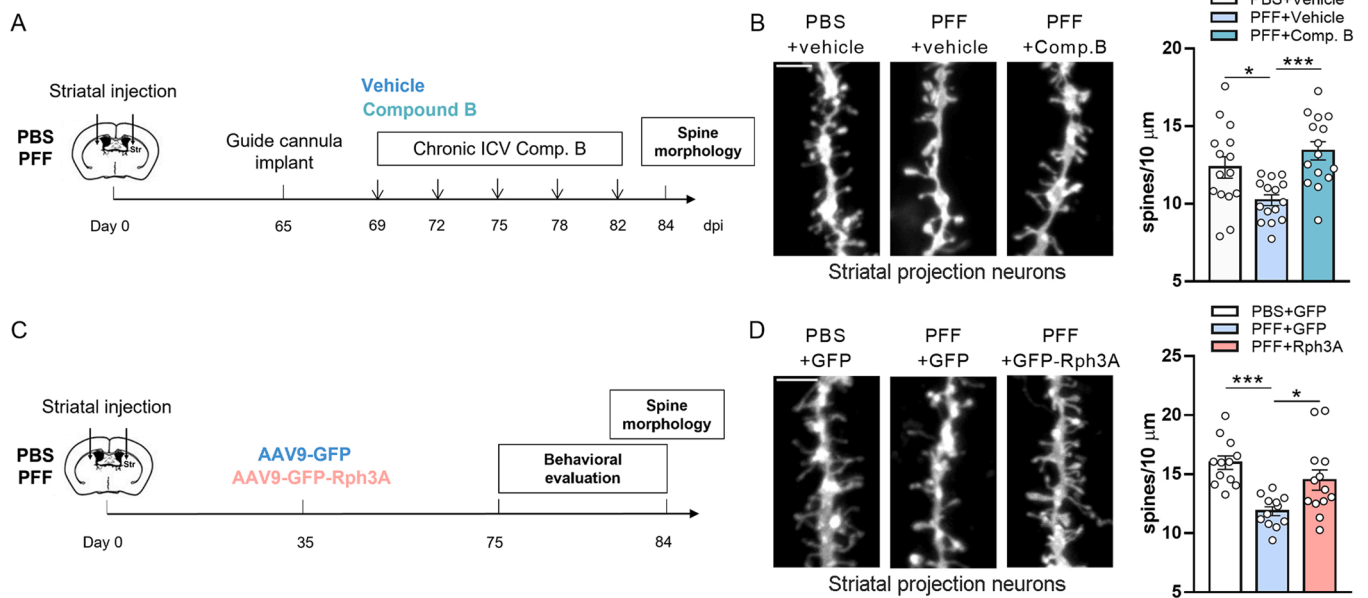 A
Striatal injection
PBS
PFF
Str
Vehicle
Compound B
Guide cannula
implant
Chronic ICV Comp. B
Spine
morphology
Day 0
65
69
72
75
78
82
84
dpi
B
PBS
+vehicle
PFF
+vehicle
PFF
+Comp.B
Striatal projection neurons
PBS+Vehicle
PFF+Vehicle
PFF+Comp. B
spines/10 μm
20
15
10
5
*
***
C
Striatal injection
PBS
PFF
Str
AAV9-GFP
AAV9-GFP-Rph3A
Spine
morphology
Behavioral
evaluation
Day 0
35
75
84
D
PBS
+GFP
PFF
+GFP
PFF
+GFP-Rph3A
Striatal projection neurons
PBS+GFP
PFF+GFP
PFF+Rph3A
spines/10 μm
25
20
15
10
5
***
*